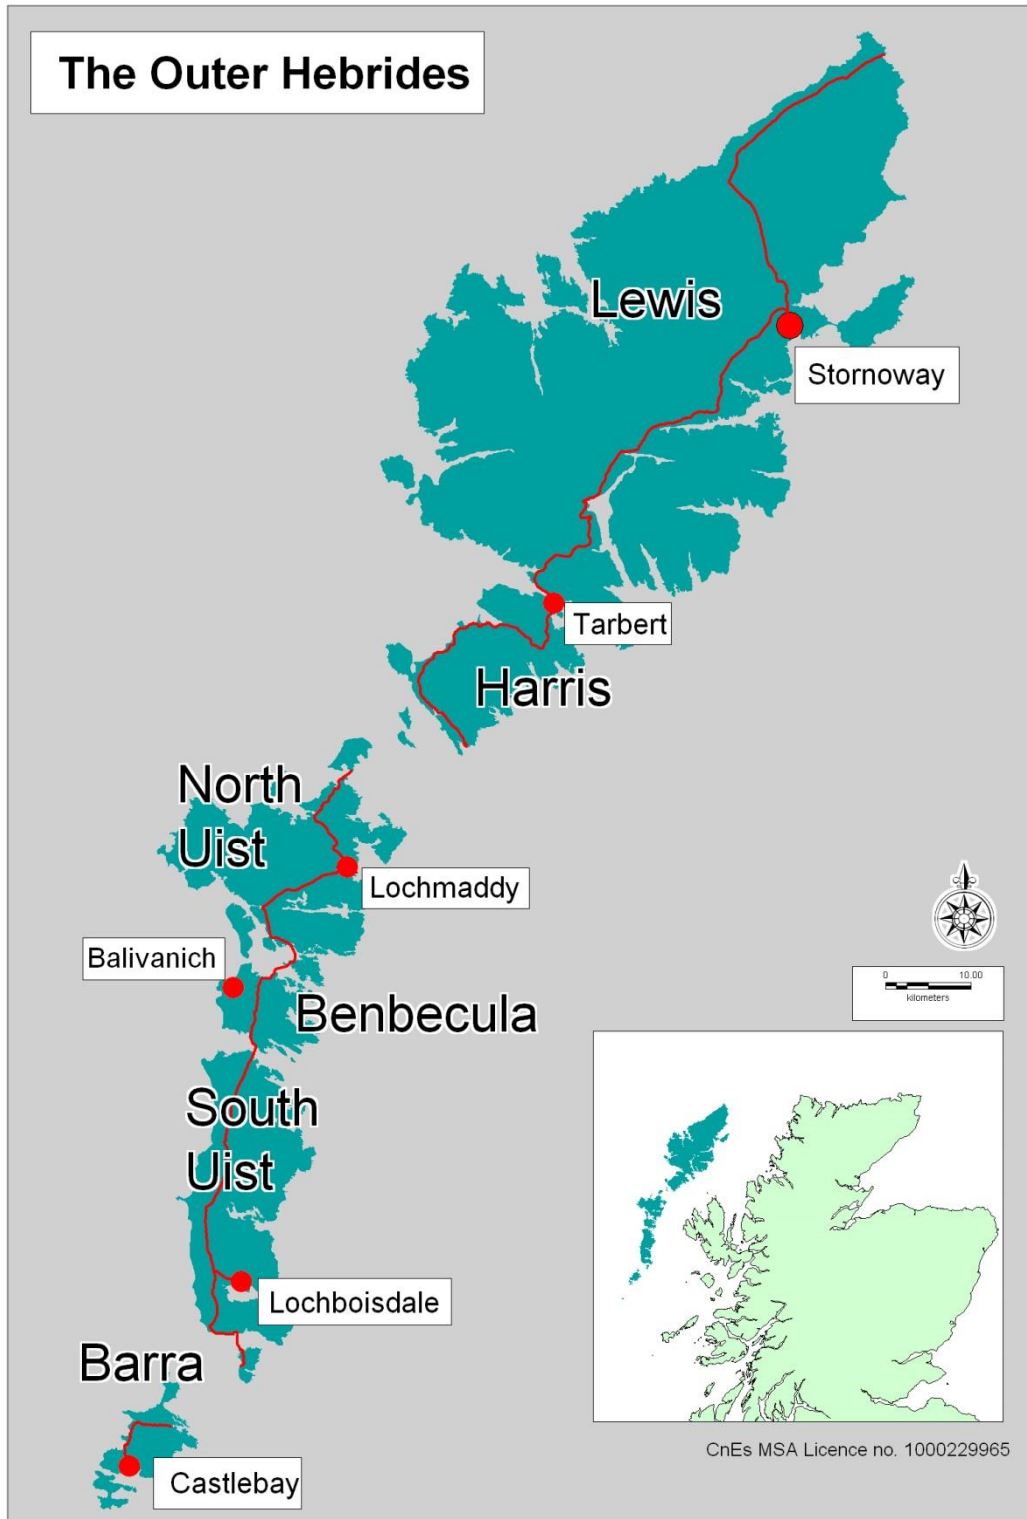 The Outer Hebrides
Lewis
Stornoway
Tarbert
Harris
North
Uist
Lochmaddy
Balivanich
Benbecula
0 10.00
kilometers
South
Uist
Lochboisdale
Barra
Castlebay
CnEs MSA Licence no. 1000229965